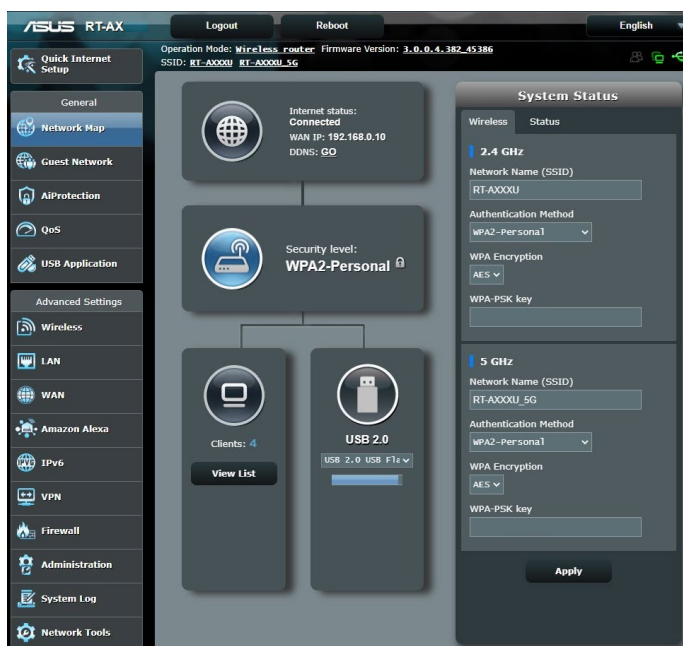 ASUS RT-AX
Logout
Reboot
English
Operation Mode: Wireless router Firmware Version: 3.0.0.4.382_45386
SSID: RT-AXXXU RT-AXXXU_5G
Quick Internet
Setup
General
Network Map
Guest Network
AiProtection
QoS
USB Application
Advanced Settings
Wireless
LAN
WAN
Amazon Alexa
IPv6
VPN
Firewall
Administration
System Log
Network Tools
Internet status:
Connected
WAN IP: 192.168.0.10
DDNS: GO
Security level:
WPA2-Personal
Clients: 4
View List
USB 2.0
USB 2.0 USB Fla
System Status
Wireless Status
2.4 GHz
Network Name (SSID)
RT-AXXXU
Authentication Method
WPA2-Personal
WPA Encryption
AES
WPA-PSK key
5 GHz
Network Name (SSID)
RT-AXXXU_5G
Authentication Method
WPA2-Personal
WPA Encryption
AES
WPA-PSK key
Apply